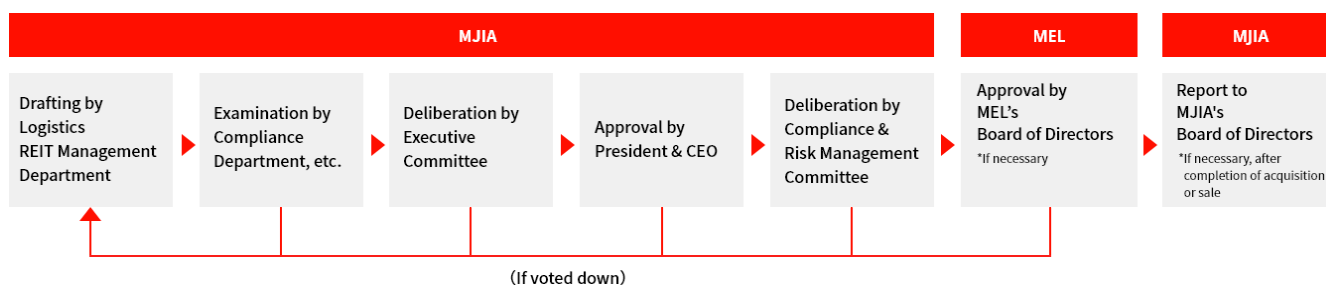 MJIA
MEL
MJIA
Drafting by
Logistics
REIT Management
Department
Examination by
Compliance
Department, etc.
Deliberation by
Executive
Committee
Approval by
President & CEO
Deliberation by
Compliance &
Risk Management
Committee
Approval by
MEL’s
Board of Directors
*If necessary
Report to
MJIA's
Board of Directors
*If necessary, after
completion of acquisition
or sale
(If voted down)